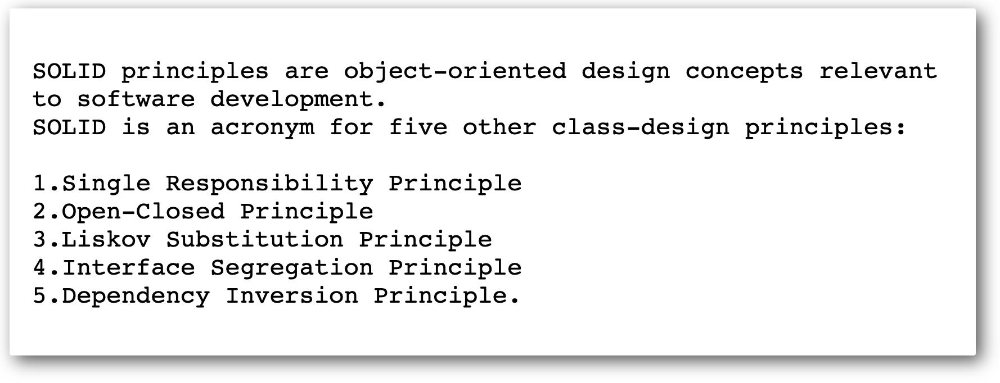 SOLID principles are object-oriented design concepts relevant
to software development.
SOLID is an acronym for five other class-design principles:
1.Single Responsibility Principle
2.Open-Closed Principle
3.Liskov Substitution Principle
4.Interface Segregation Principle
5.Dependency Inversion Principle.